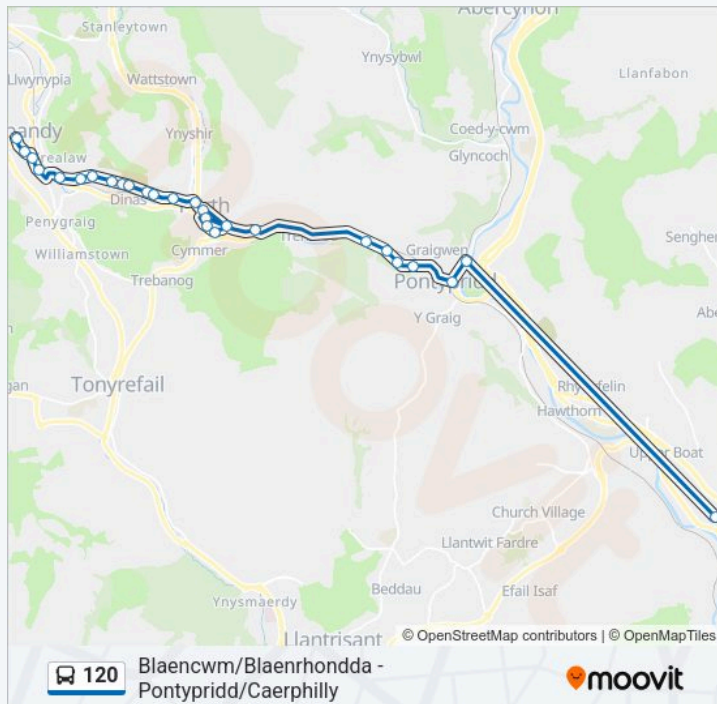 Abercynon
Stanleytown
Llwynypia
Wattstown
Ynysybwl
Llanfabon
Ynyshir
Coed-y-cwm
Glyncoch
Dinas
Penygraig
Williamstown
Cymmer
Trebanog
Graigwen
Pontypridd
Y Graig
Tonyrefail
Hawthorn
Upper Boat
Church Village
Llantwit Fardre
Beddau
Efail Isaf
Ynysmaerdy
Llantrisant
© OpenStreetMap contributors | © OpenMapTiles
120
Blaencwm/Blaenrhondda -
Pontypridd/Caerphilly
moovit